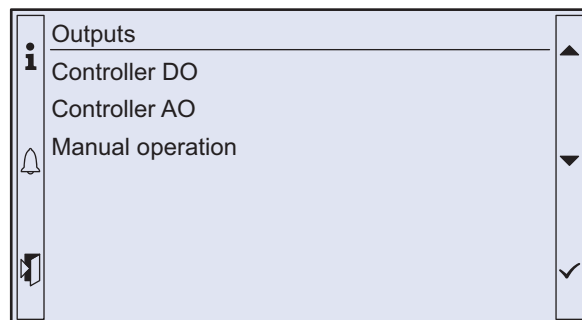 Outputs
Controller DO
Controller AO
Manual operation